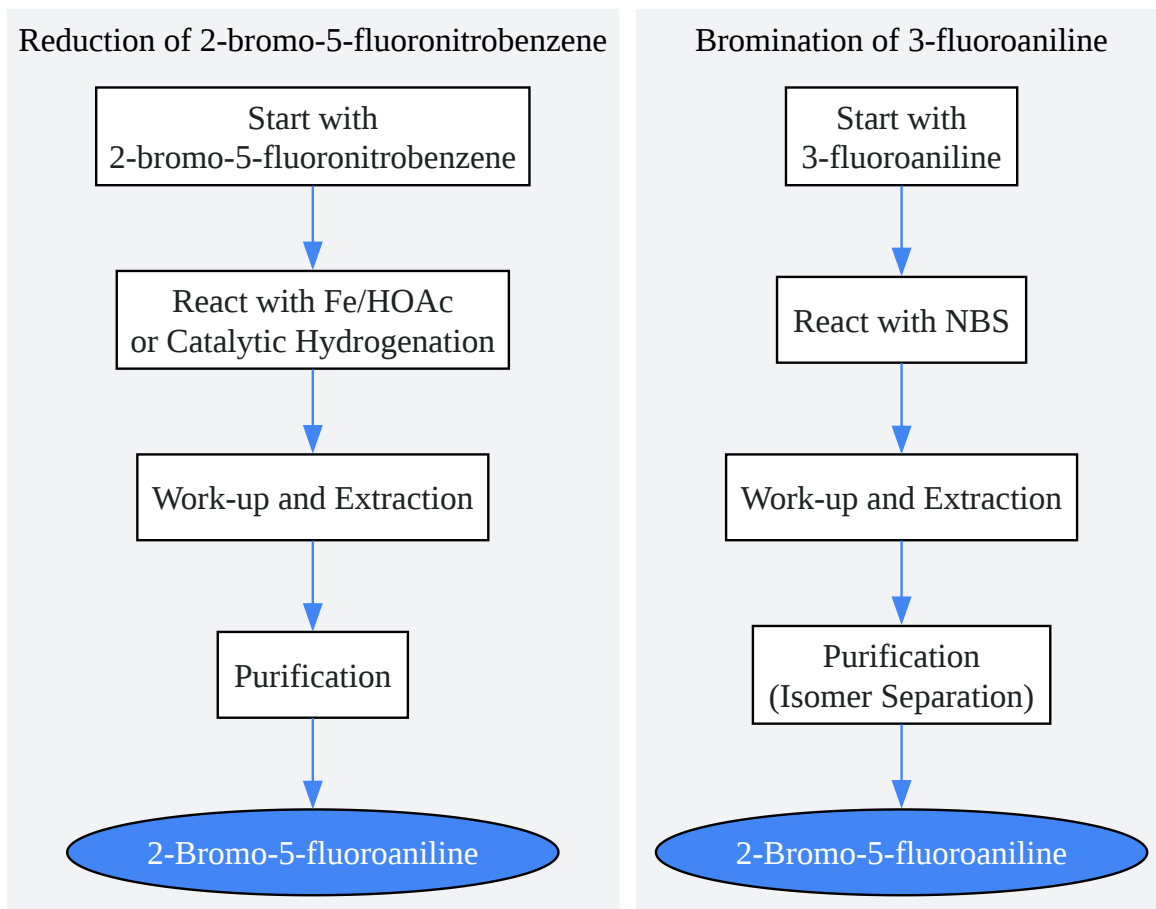 Reduction of 2-bromo-5-fluoronitrobenzene
Start with
2-bromo-5-fluoronitrobenzene
React with Fe/HOAc
or Catalytic Hydrogenation
Work-up and Extraction
Purification
2-Bromo-5-fluoroaniline
Bromination of 3-fluoroaniline
Start with
3-fluoroaniline
React with NBS
Work-up and Extraction
Purification
(Isomer Separation)
2-Bromo-5-fluoroaniline